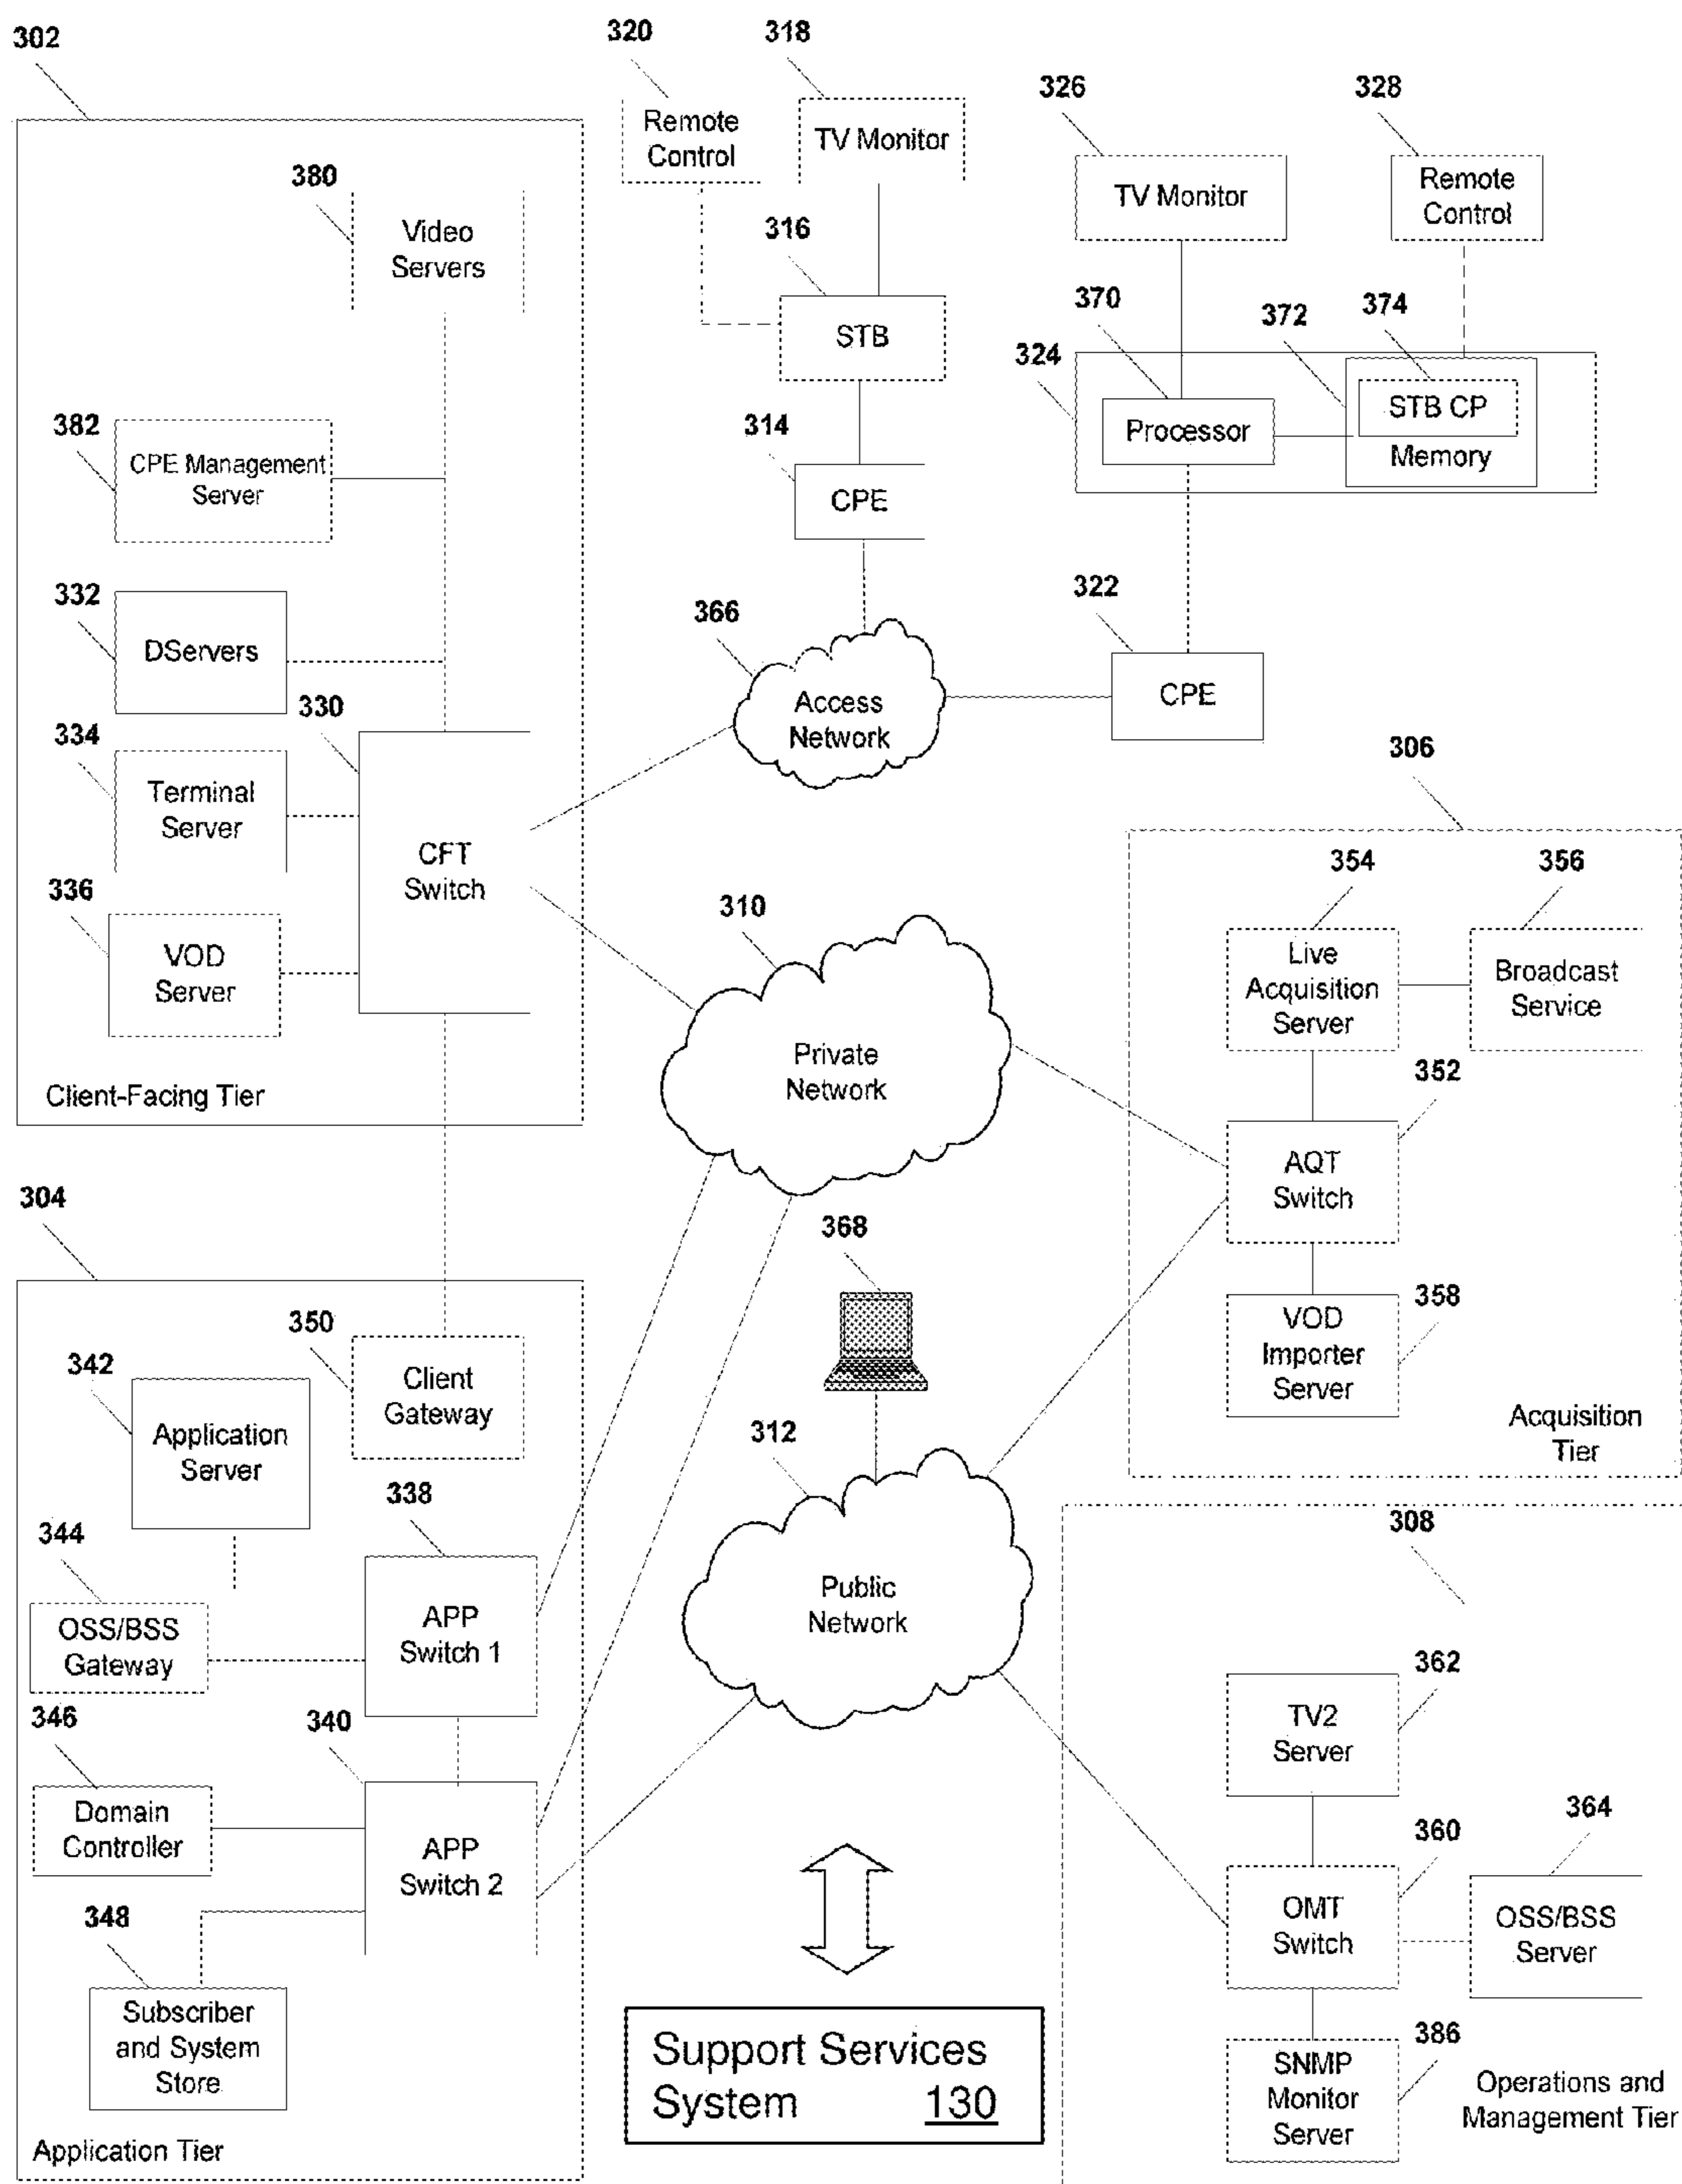 302
320
318
326
328
Remote
Control
TV Monitor
TV Monitor
Remote
Control
380
Video
Servers
316
STB
370
372
374
324
STB CP
Processor
Memory
382
CPE Management
Server
314
CPE
332
DServers
366
Access
Network
322
CPE
330
334
Terminal
Server
CFT
Switch
336
VOD
Server
Client-Facing Tier
306
354
356
Live
Acquisition
Server
Broadcast
Service
310
Private
Network
352
AQT
Switch
358
VOD
Importer
Server
Acquisition
Tier
304
368
350
Client
Gateway
342
Application
Server
312
Public
Network
338
344
APP
Switch 1
OSS/BSS
Gateway
346
340
Domain
Controller
APP
Switch 2
348
Subscriber
and System
Store
Application Tier
308
362
TV2
Server
360
364
OMT
Switch
OSS/BSS
Server
386
SNMP
Monitor
Server
Operations and
Management Tier
Support Services
System 130